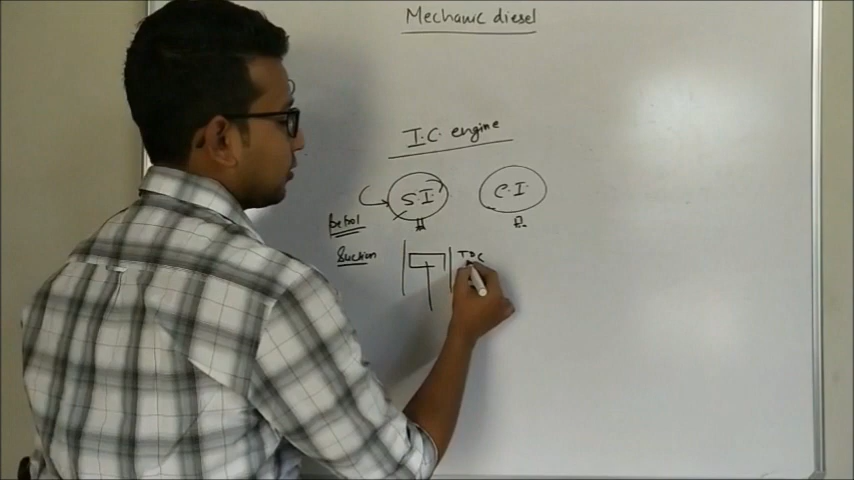 Mechanic diesel
I.C. engine
S.I. C.I.
Petrol
Suction TDC